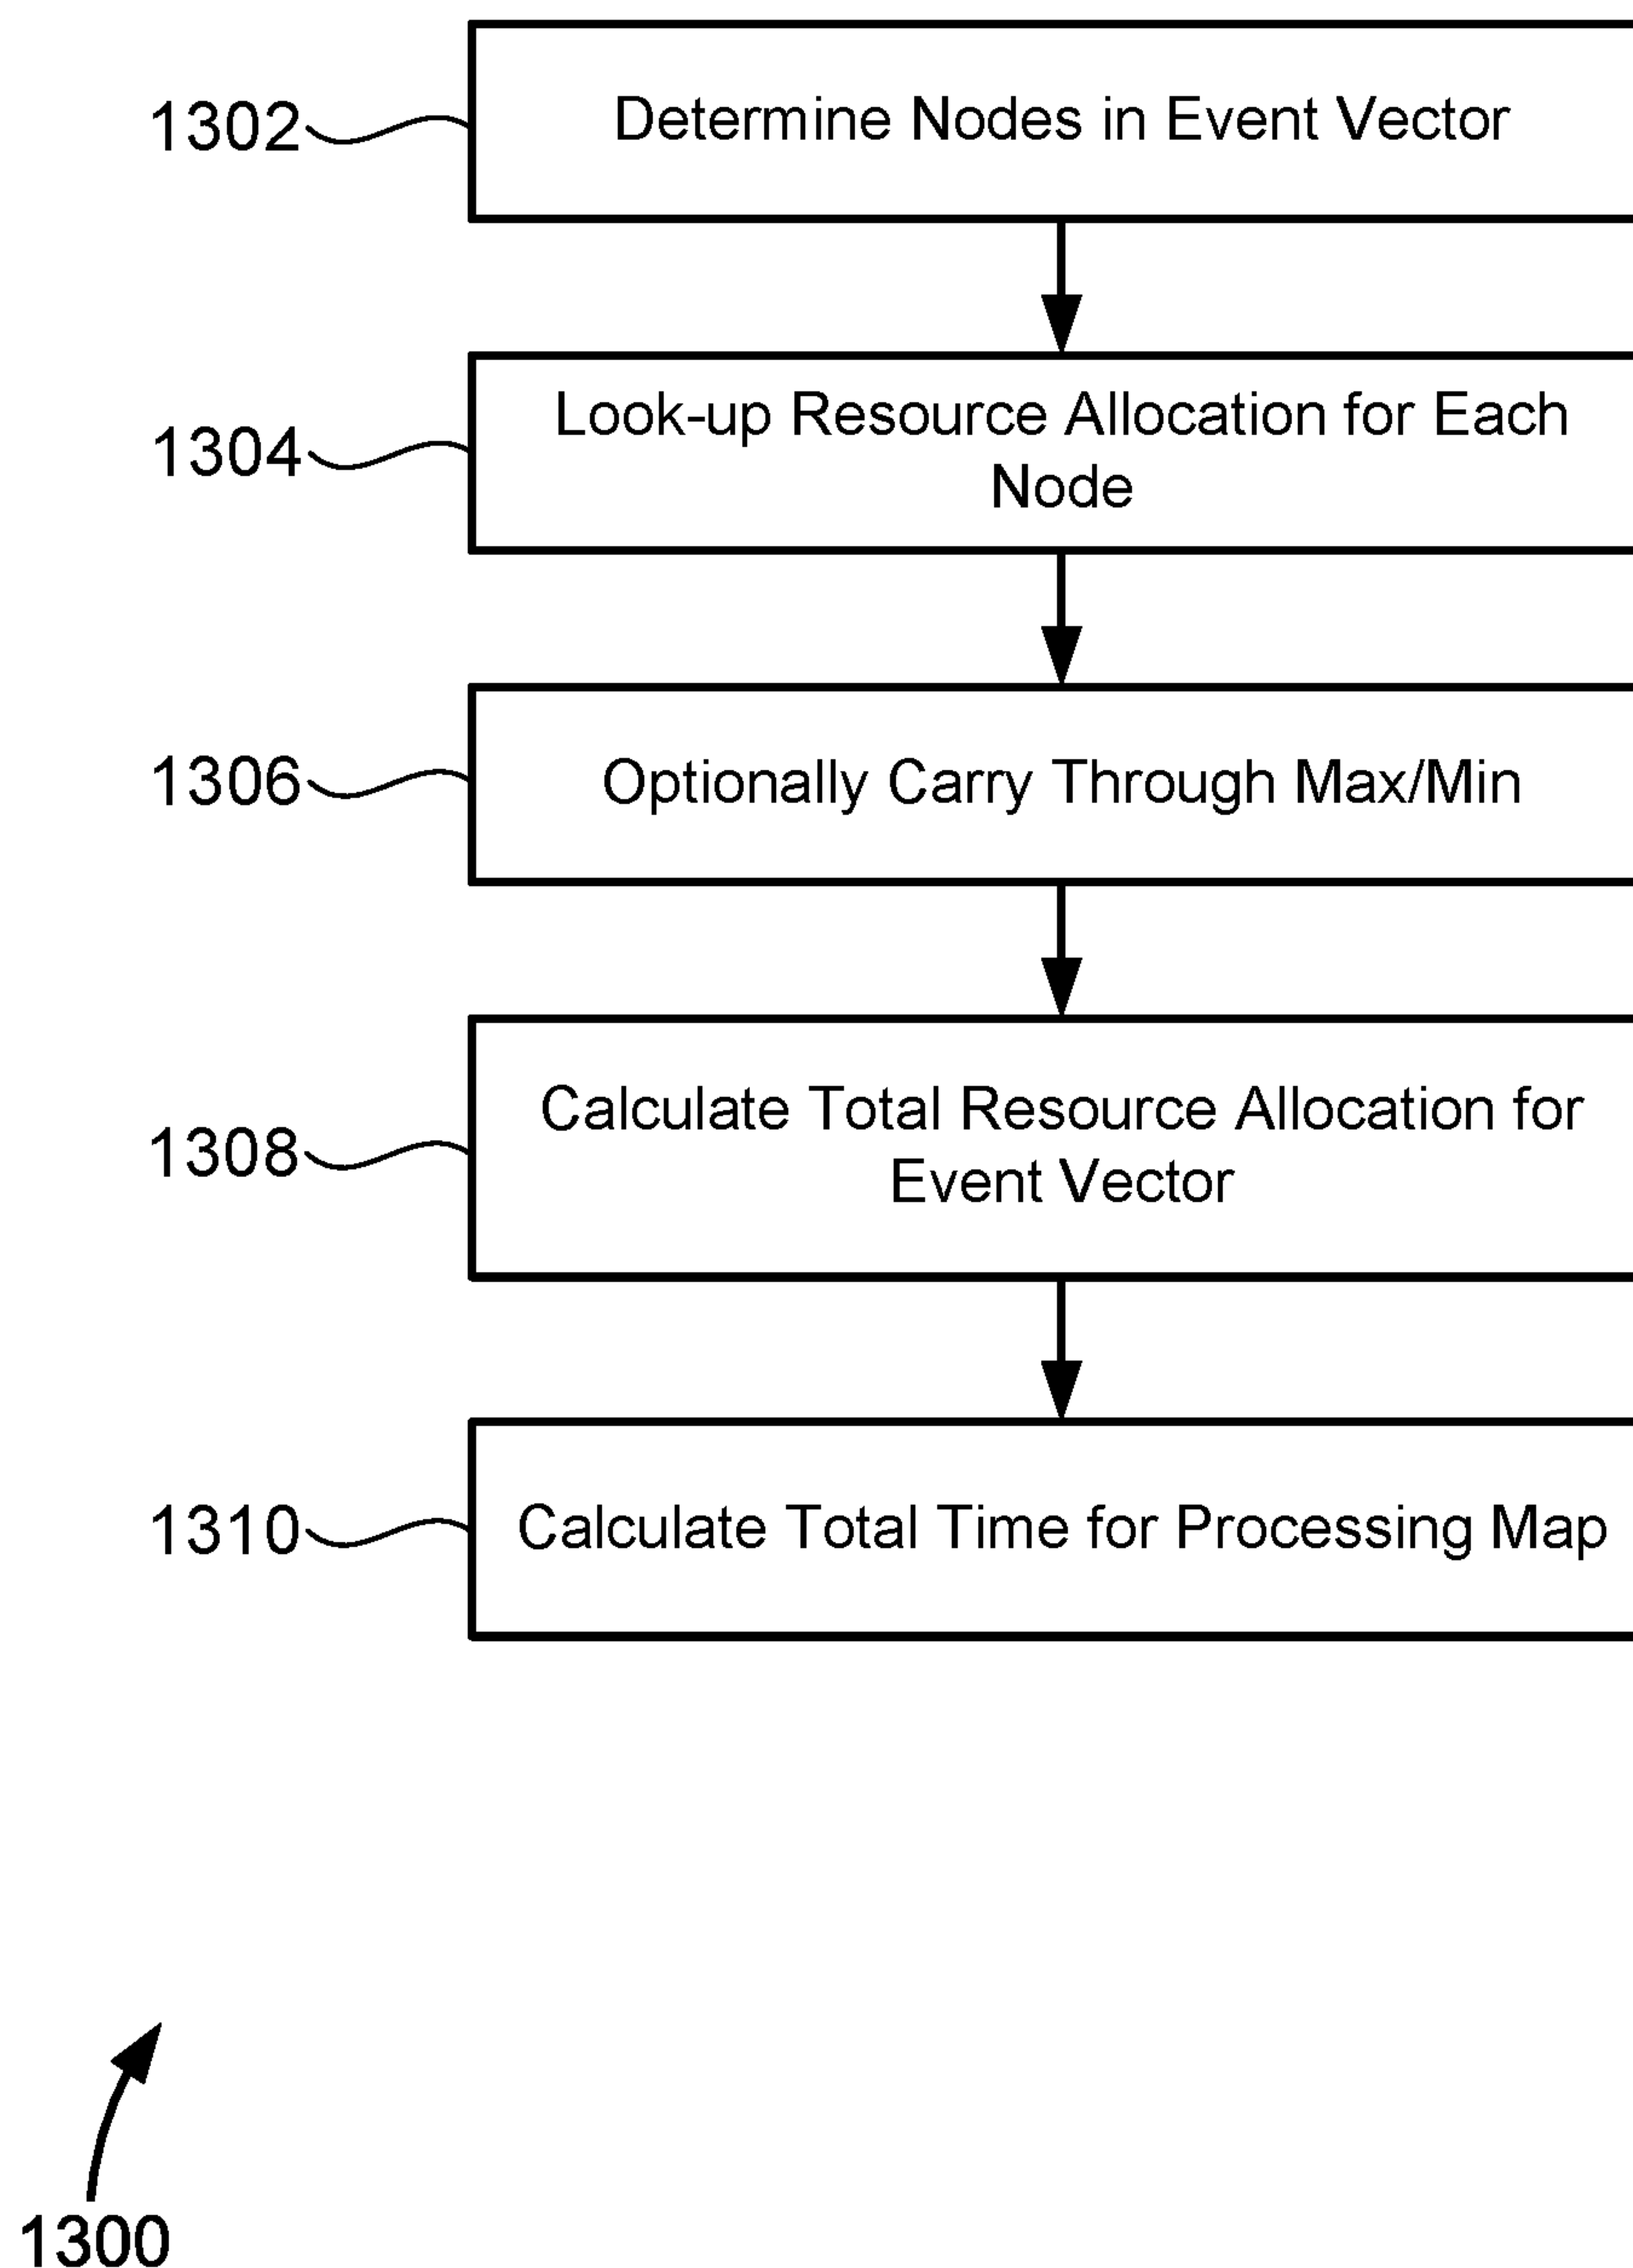 1302
Determine Nodes in Event Vector
1304
Look-up Resource Allocation for Each
Node
1306
Optionally Carry Through Max/Min
1308
Calculate Total Resource Allocation for
Event Vector
1310
Calculate Total Time for Processing Map
1300